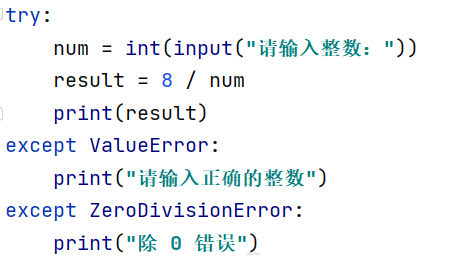 try:
    num = int(input("请输入整数："))
    result = 8 / num
    print(result)
except ValueError:
    print("请输入正确的整数")
except ZeroDivisionError:
    print("除 0 错误")